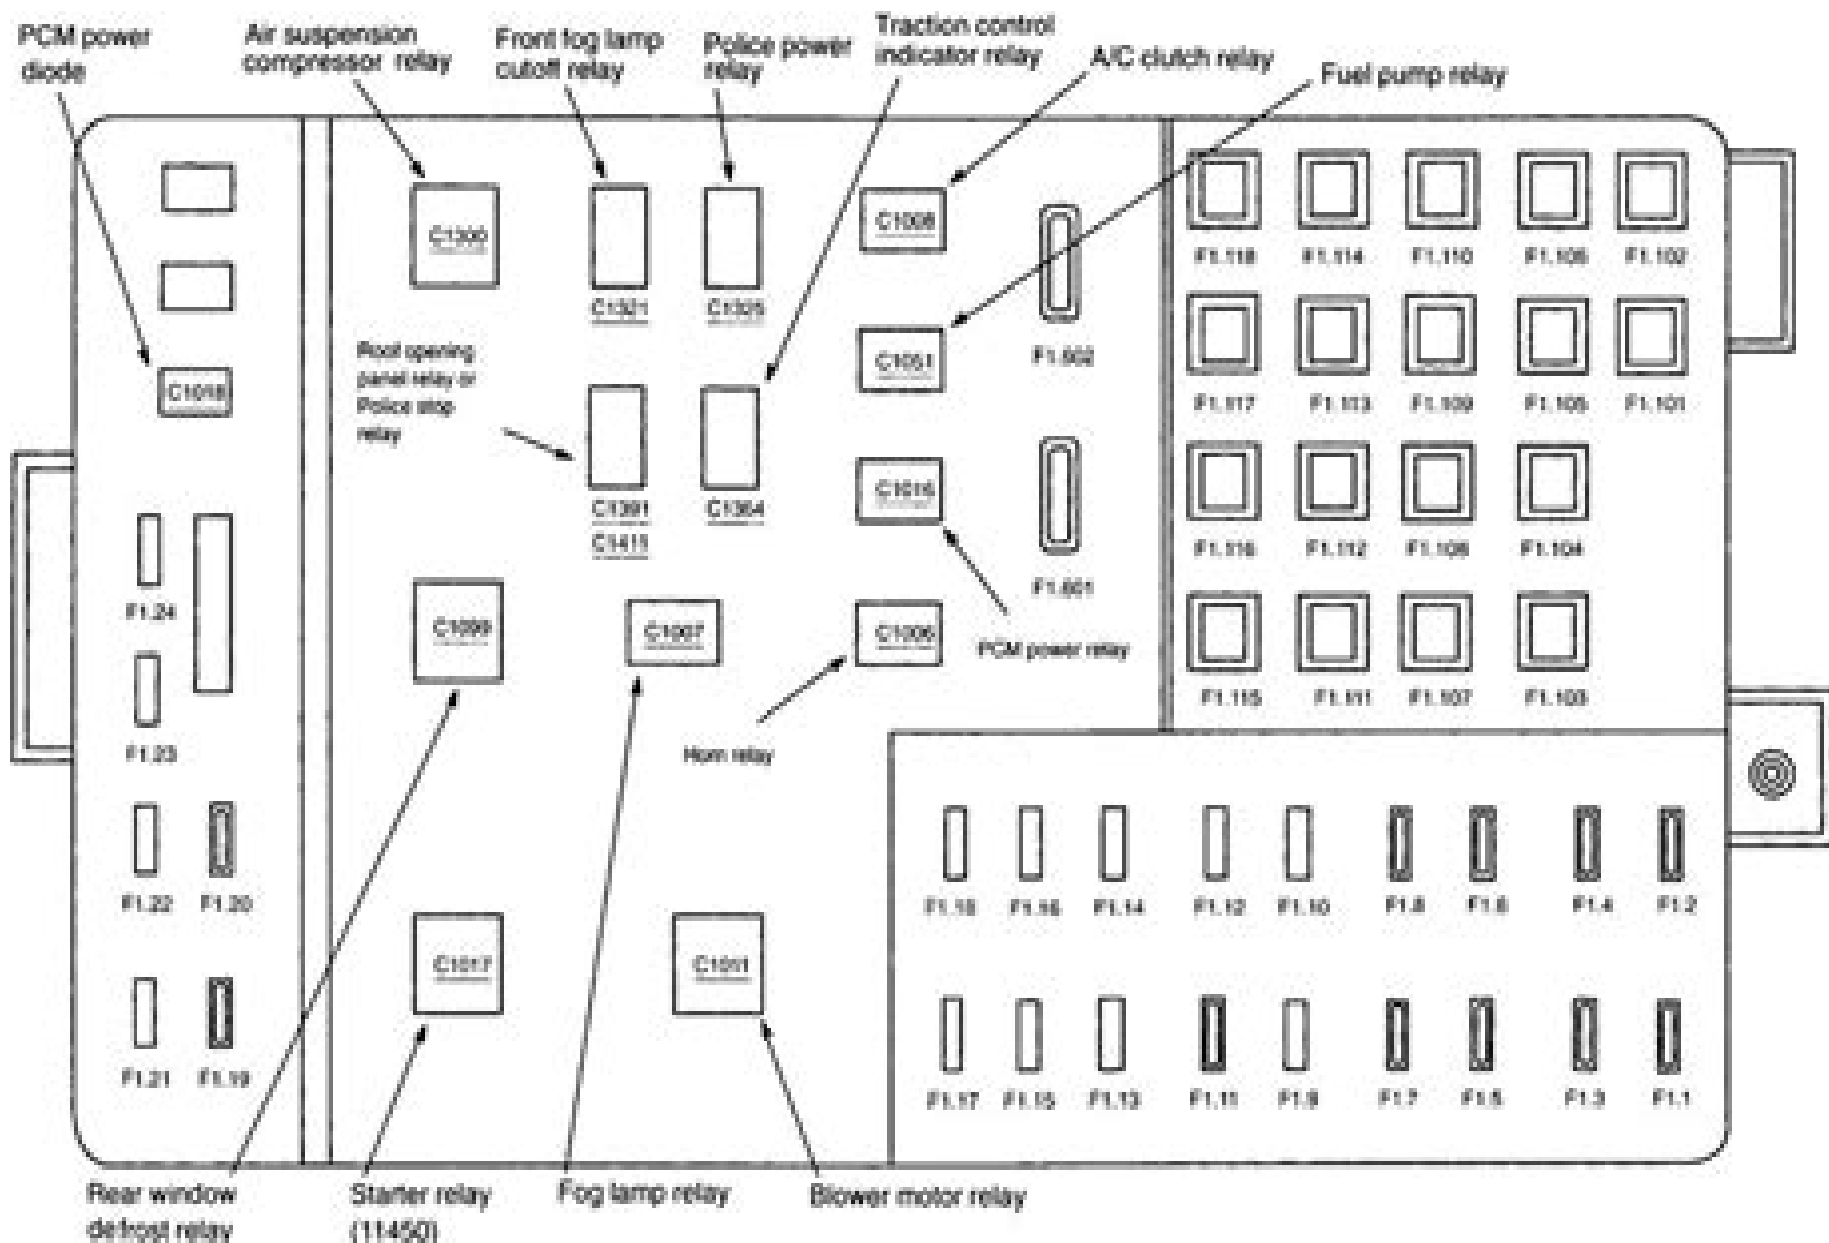 PCM power
diode
Air suspension
compressor relay
Front fog lamp
cutoff relay
Police power
relay
Traction control
indicator relay
A/C clutch relay
Fuel pump relay
C1300
C1321
C1325
C1008
F1.602
F1.118
F1.114
F1.110
F1.106
F1.102
C1018
Roof opening
panel relay or
Police stop
relay
C1051
F1.117
F1.113
F1.109
F1.105
F1.101
C1391
C1411
C1364
C1016
F1.601
F1.116
F1.112
F1.108
F1.104
F1.24
C1099
C1007
C1006
PCM power relay
F1.115
F1.111
F1.107
F1.103
F1.23
Horn relay
F1.22
F1.20
F1.18
F1.16
F1.14
F1.12
F1.10
F1.8
F1.6
F1.4
F1.2
C1017
C1011
F1.21
F1.19
F1.17
F1.15
F1.13
F1.11
F1.9
F1.7
F1.5
F1.3
F1.1
Rear window
defrost relay
Starter relay
(11450)
Fog lamp relay
Blower motor relay